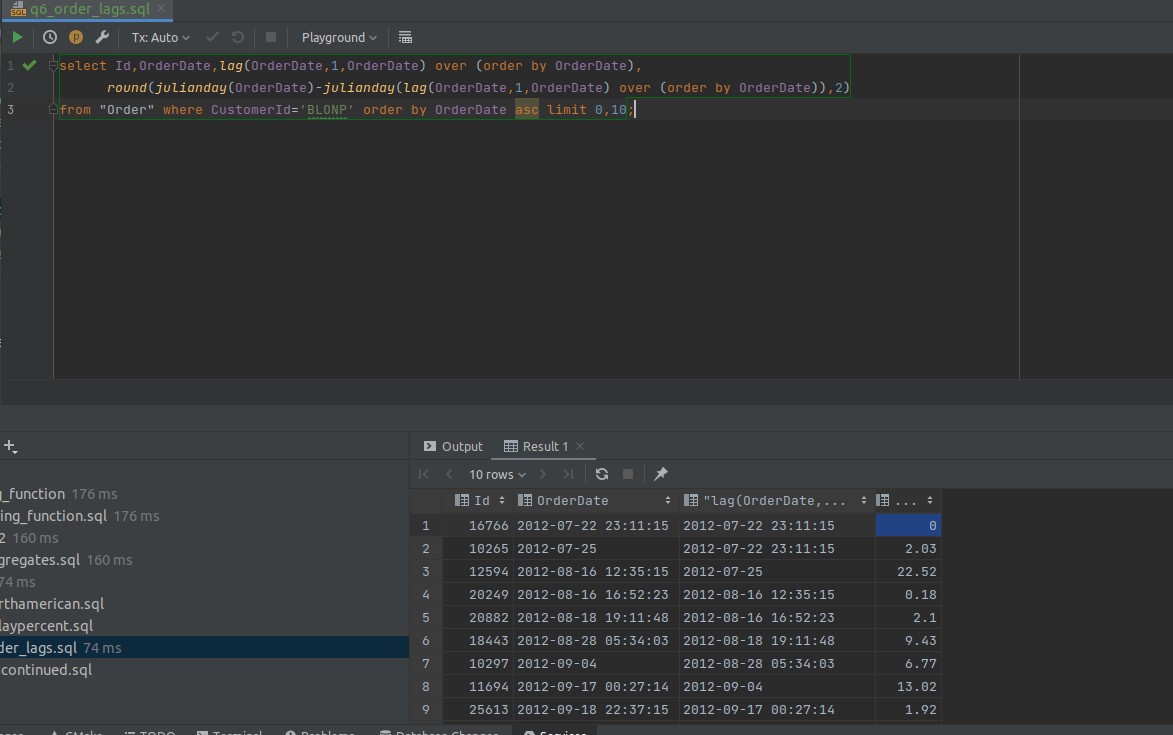 q6_order_lags.sql
Tx: Auto
Playground
1 select Id,OrderDate,lag(OrderDate,1,OrderDate) over (order by OrderDate),
2 round(julianday(OrderDate)-julianday(lag(OrderDate,1,OrderDate) over (order by OrderDate)),2)
3 from "Order" where CustomerId='BLONP' order by OrderDate asc limit 0,10;
Output Result 1
10 rows
_function 176 ms
ing_function.sql 176 ms
2 160 ms
gregates.sql 160 ms
74 ms
rthamerican.sql
laypercent.sql
der_lags.sql 74 ms
continued.sql
Id OrderDate "lag(OrderDate,... ...
1 16766 2012-07-22 23:11:15 2012-07-22 23:11:15 0
2 10265 2012-07-25 2012-07-22 23:11:15 2.03
3 12594 2012-08-16 12:35:15 2012-07-25 22.52
4 20249 2012-08-16 16:52:23 2012-08-16 12:35:15 0.18
5 20882 2012-08-18 19:11:48 2012-08-16 16:52:23 2.1
6 18443 2012-08-28 05:34:03 2012-08-18 19:11:48 9.43
7 10297 2012-09-04 2012-08-28 05:34:03 6.77
8 11694 2012-09-17 00:27:14 2012-09-04 13.02
9 25613 2012-09-18 22:37:15 2012-09-17 00:27:14 1.92
CMake TODO Terminal Problems Database Changes Services